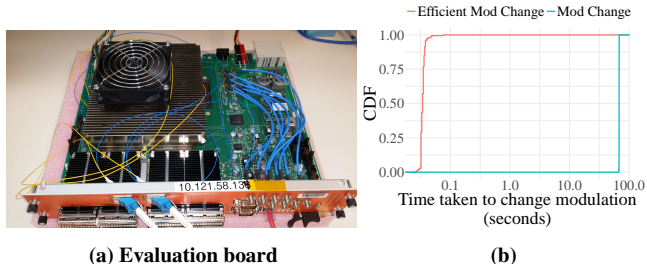 Efficient Mod Change
Mod Change
1.00
0.75
0.50
0.25
0.00
CDF
0.1 1.0 10.0 100.0
Time taken to change modulation
(seconds)
10.121.58.13
(a) Evaluation board
(b)